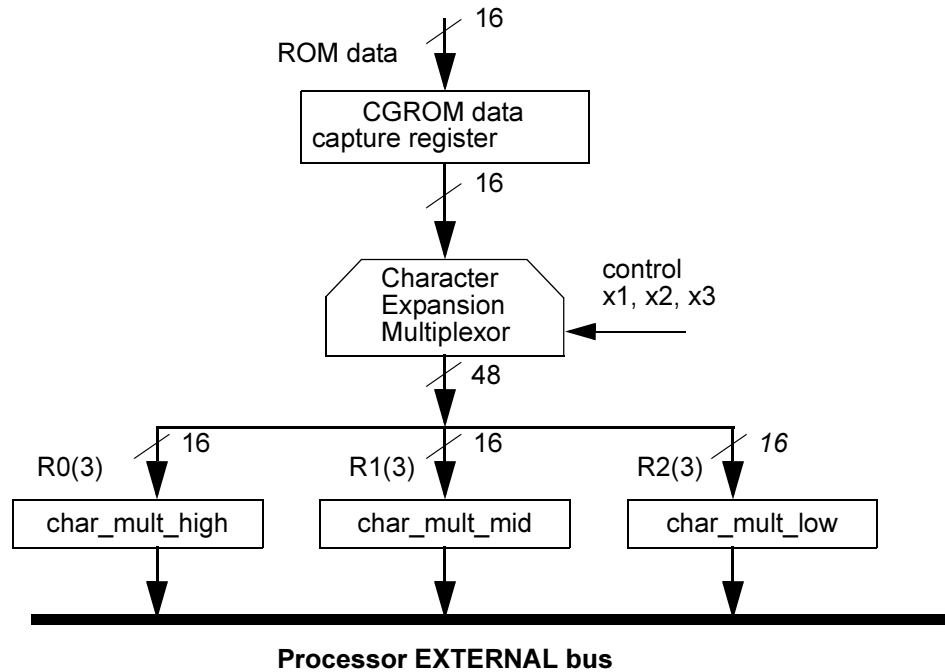 16
ROM data
CGROM data
capture register
16
Character
Expansion
Multiplexor
control
x1, x2, x3
48
16
16
16
R0(3)
R1(3)
R2(3)
char_mult_high
char_mult_mid
char_mult_low
Processor EXTERNAL bus